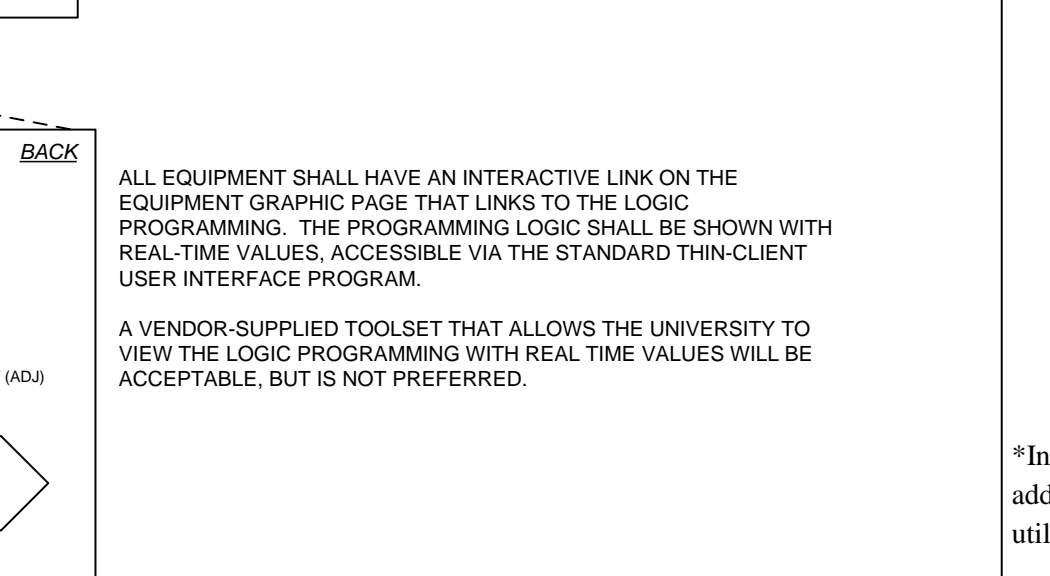 BACK
ALL EQUIPMENT SHALL HAVE AN INTERACTIVE LINK ON THE
EQUIPMENT GRAPHIC PAGE THAT LINKS TO THE LOGIC
PROGRAMMING.  THE PROGRAMMING LOGIC SHALL BE SHOWN WITH
REAL-TIME VALUES, ACCESSIBLE VIA THE STANDARD THIN-CLIENT
USER INTERFACE PROGRAM.
A VENDOR-SUPPLIED TOOLSET THAT ALLOWS THE UNIVERSITY TO
VIEW THE LOGIC PROGRAMMING WITH REAL TIME VALUES WILL BE
ACCEPTABLE, BUT IS NOT PREFERRED.
(ADJ)
*In
add
util